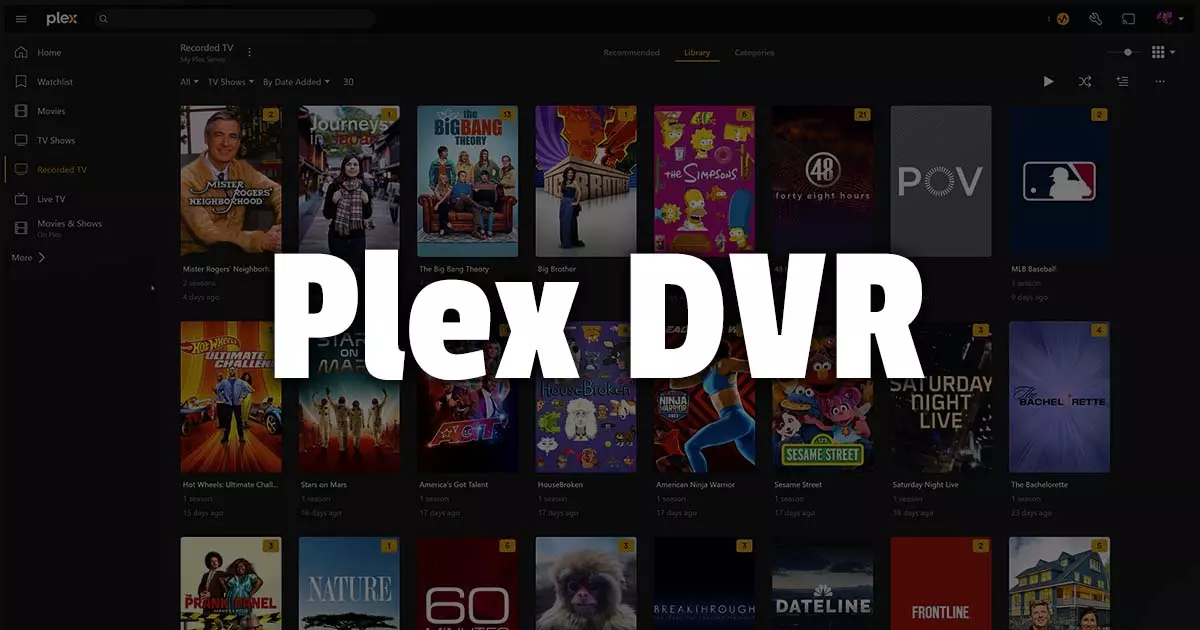 plex
Home
Watchlist
Movies
TV Shows
Recorded TV
Live TV
Movies & Shows
On Plex
More
Recorded TV
My Plex Server
Recommended
Library
Categories
All
TV Shows
By Date Added
30
2
1
13
1
6
21
2
MISTER
ROGERS'
NEIGHBORHOOD
Journeys
in Japan
THE
BIG BANG
THEORY
BIG BROTHER
THE SIMPSONS
48
forty eight hours
POV
Mister Rogers' Neighborh...
2 seasons
4 days ago
The Big Bang Theory
Big Brother
MLB Baseball
1 season
9 days ago
Plex DVR
3
4
Hot Wheels
ULTIMATE
CHALLENGE
STARS
ON
MARS
AGT
HouseBroken
NINJA
WARRIOR
123
SESAME STREET
SATURDAY
NIGHT
LIVE
The
BACHELORETTE
Hot Wheels: Ultimate Chall...
1 season
15 days ago
Stars on Mars
1 season
16 days ago
America's Got Talent
1 season
17 days ago
HouseBroken
1 season
17 days ago
American Ninja Warrior
1 season
17 days ago
Sesame Street
1 season
17 days ago
Saturday Night Live
1 season
18 days ago
The Bachelorette
1 season
23 days ago
3
1
5
3
3
2
5
THE
PRANK PANEL
NATURE
60
MINUTES
BREAKTHROUGH
DATELINE
FRONTLINE